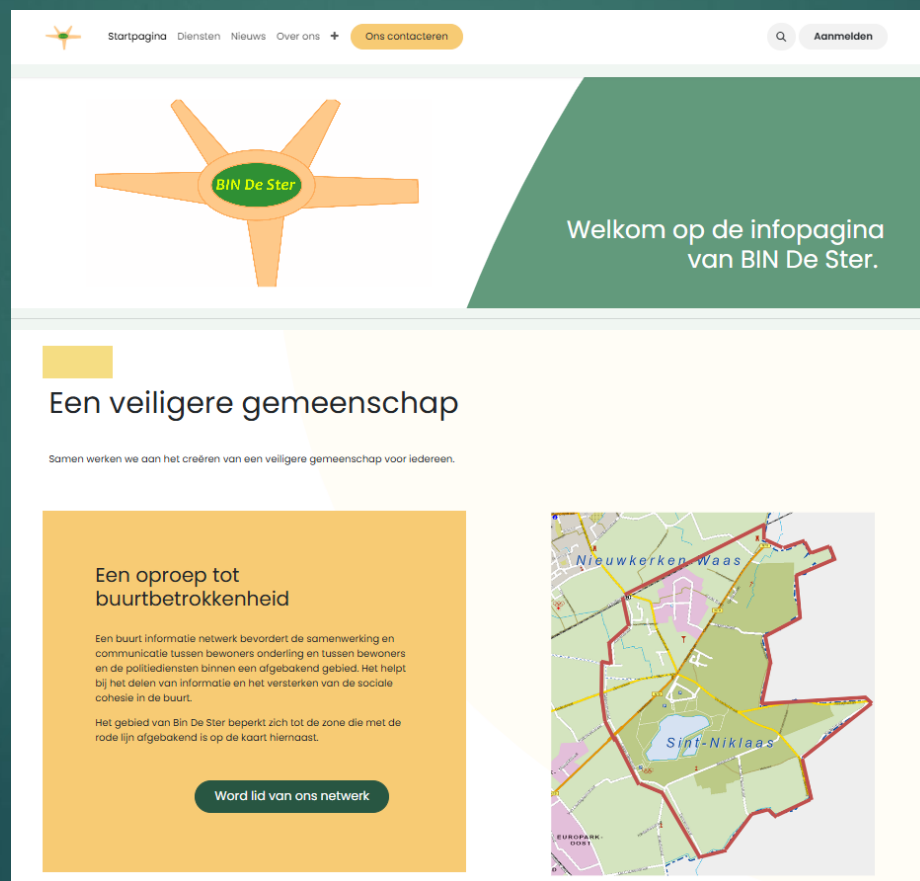 Startpagina Diensten Nieuws Over ons + Ons contacteren Aanmelden
BIN De Ster
Welkom op de infopagina
van BIN De Ster.
Een veiligere gemeenschap
Samen werken we aan het creëren van een veiligere gemeenschap voor iedereen.
Een oproep tot
buurtbetrokkenheid
Een buurt informatie netwerk bevordert de samenwerking en
communicatie tussen bewoners onderling en tussen bewoners
en de politiediensten binnen een afgebakend gebied. Het helpt
bij het delen van informatie en het versterken van de sociale
cohesie in de buurt.
Het gebied van Bin De Ster beperkt zich tot de zone die met de
rode lijn afgebakend is op de kaart hiernaast.
Word lid van ons netwerk
Nieuwkerken-Waas
Sint-Niklaas
EUROPARK-
OOST